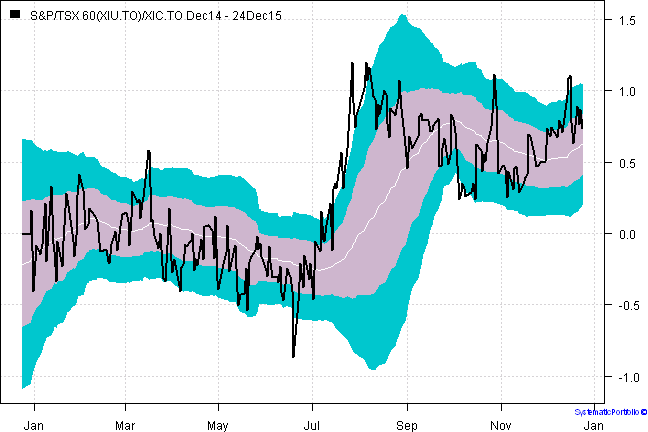 S&P/TSX 60(XIU.TO)/XIC.TO Dec14 - 24Dec15
1.5
1.0
0.5
0.0
-0.5
-1.0
SystematicPortfolio ©
Jan Mar May Jul Sep Nov Jan